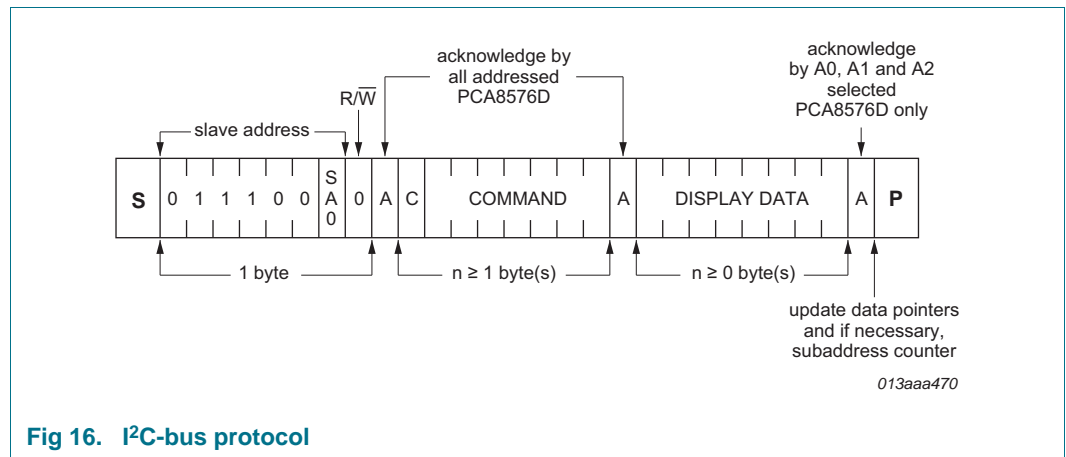 acknowledge by
all addressed
PCA8576D
acknowledge
by A0, A1 and A2
selected
PCA8576D only
R/W̅
slave address
S 0 1 1 1 0 0 S A 0 0 A C COMMAND A DISPLAY DATA A P
1 byte
n ≥ 1 byte(s)
n ≥ 0 byte(s)
update data pointers
and if necessary,
subaddress counter
013aaa470
Fig 16. I²C-bus protocol